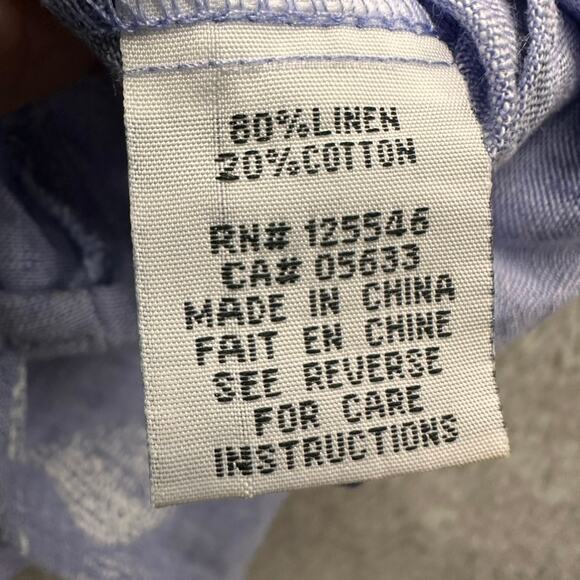 80%LINEN
20%COTTON
RN# 125546
CA# 05633
MADE IN CHINA
FAIT EN CHINE
SEE REVERSE
FOR CARE
INSTRUCTIONS